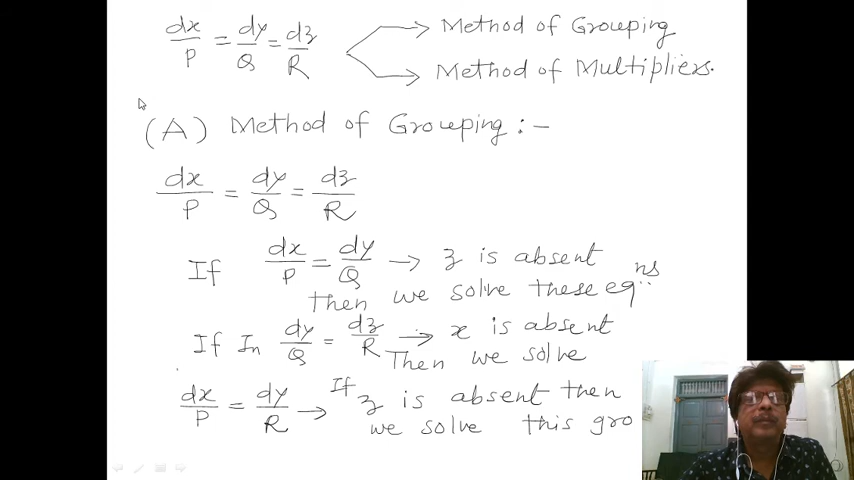 dx/P = dy/Q = dz/R → Method of Grouping
→ Method of Multipliers.
(A) Method of Grouping :-
dx/P = dy/Q = dz/R
If dx/P = dy/Q → z is absent
Then we solve these eqns..
If In dy/Q = dz/R → x is absent
Then we solve
dx/P = dy/R → If z is absent then
we solve this gro